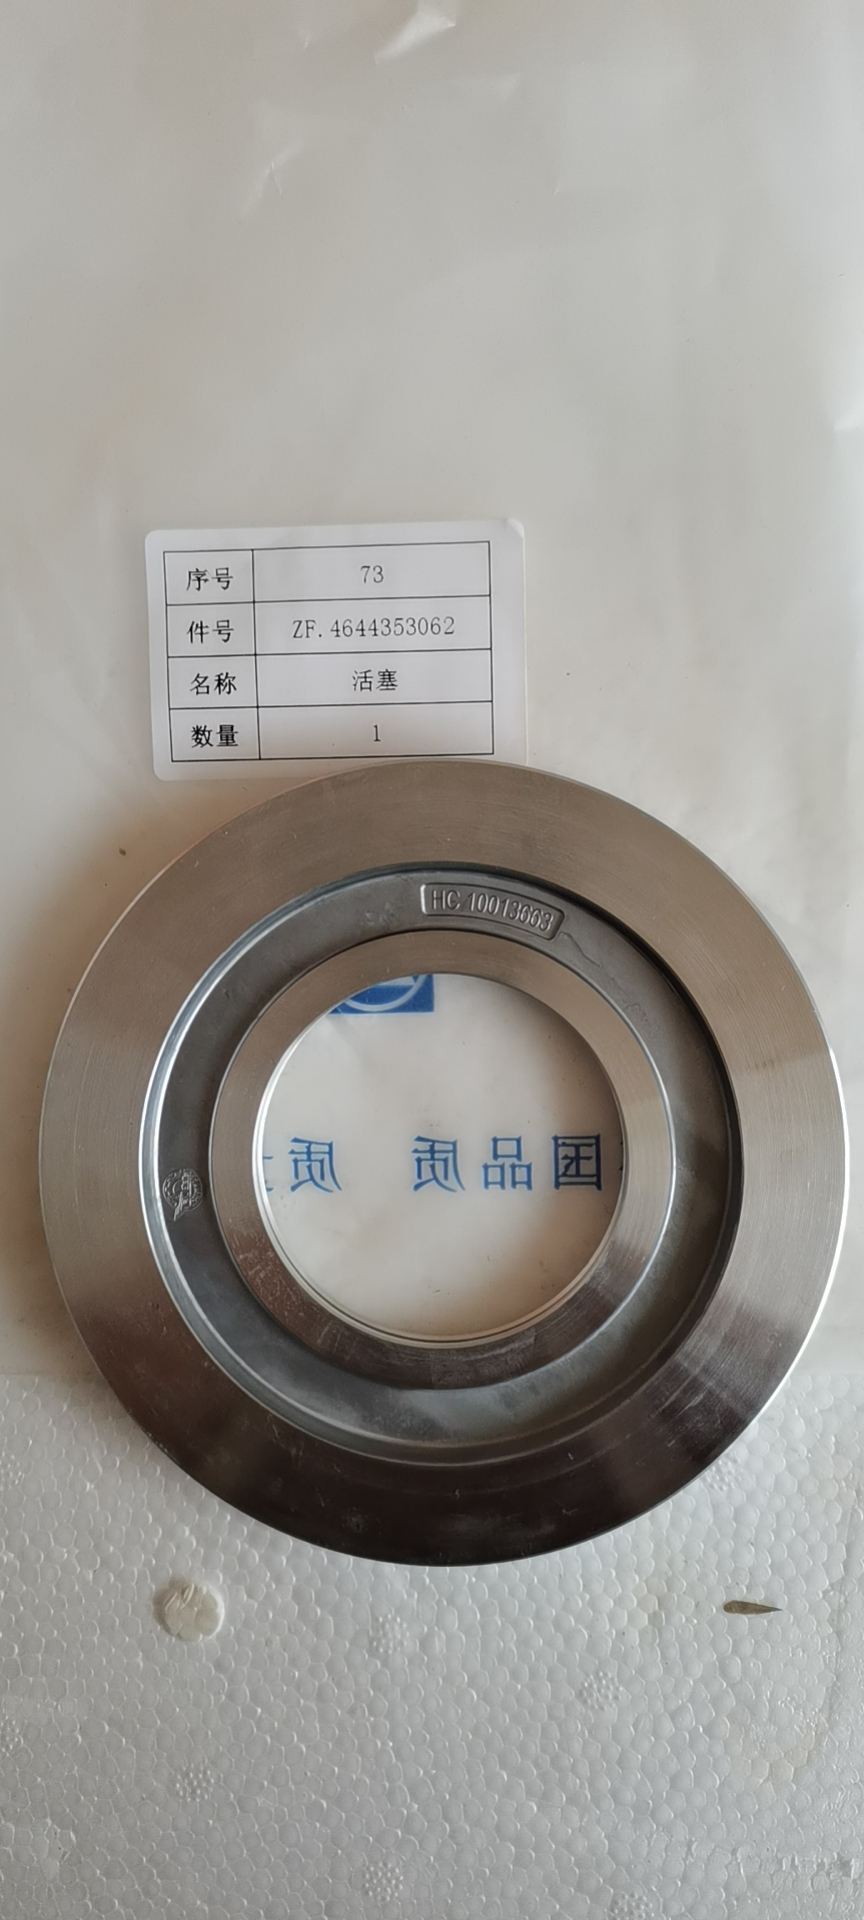 序号 73
件号 ZF.4644353062
名称 活塞
数量 1
HC 10013663
国品质 质